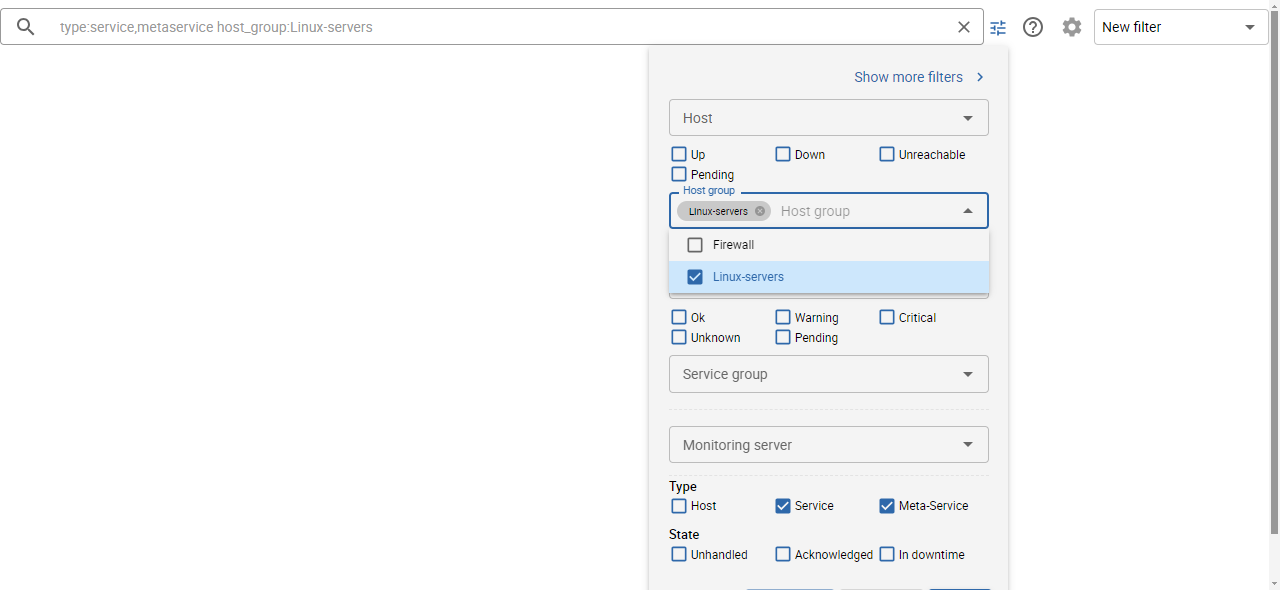 type:service,metaservice host_group:Linux-servers
New filter
Show more filters
Host
Up Down Unreachable
Pending
Host group
Linux-servers Host group
Firewall
Linux-servers
Ok Warning Critical
Unknown Pending
Service group
Monitoring server
Type
Host Service Meta-Service
State
Unhandled Acknowledged In downtime